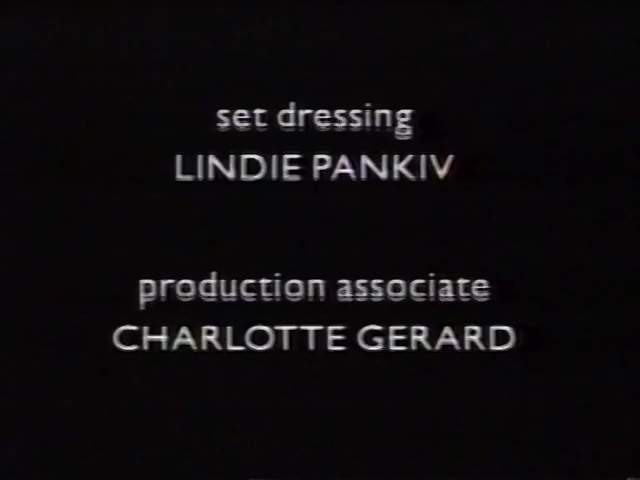 set dressing
LINDIE PANKIV
production associate
CHARLOTTE GERARD